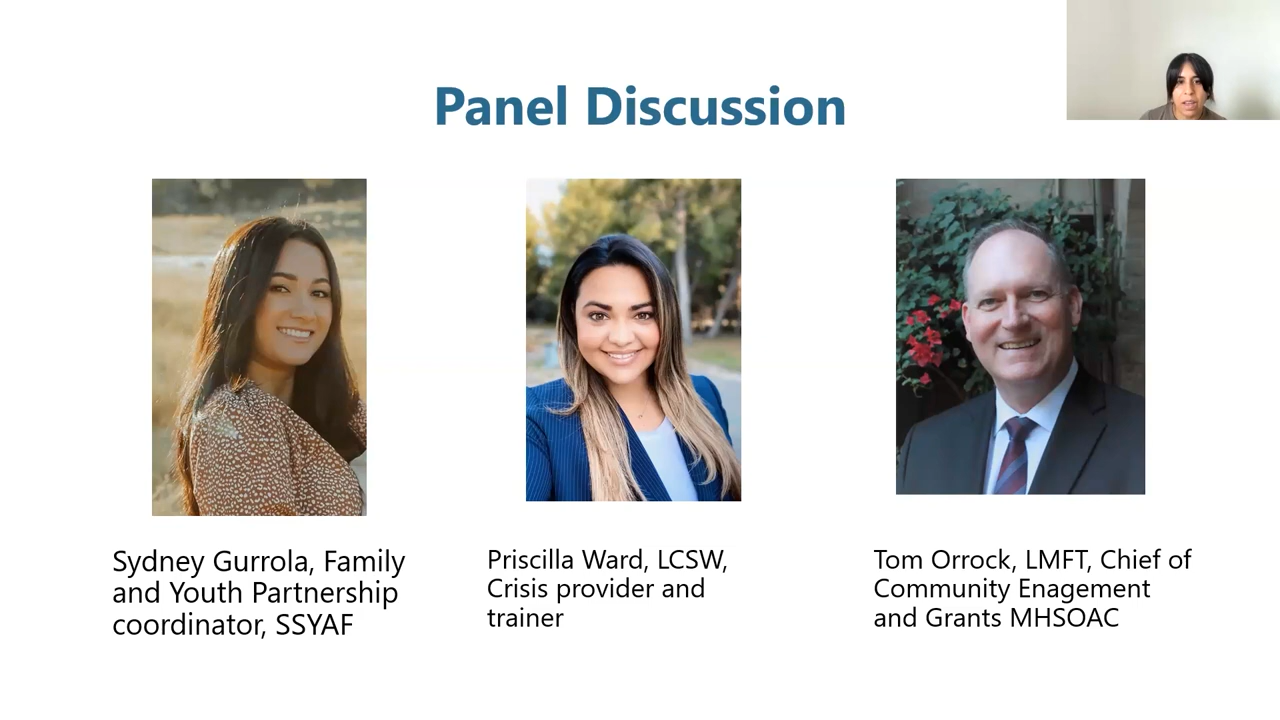 Panel Discussion
Sydney Gurrola, Family
and Youth Partnership
coordinator, SSYAF
Priscilla Ward, LCSW,
Crisis provider and
trainer
Tom Orrock, LMFT, Chief of
Community Enagement
and Grants MHSOAC